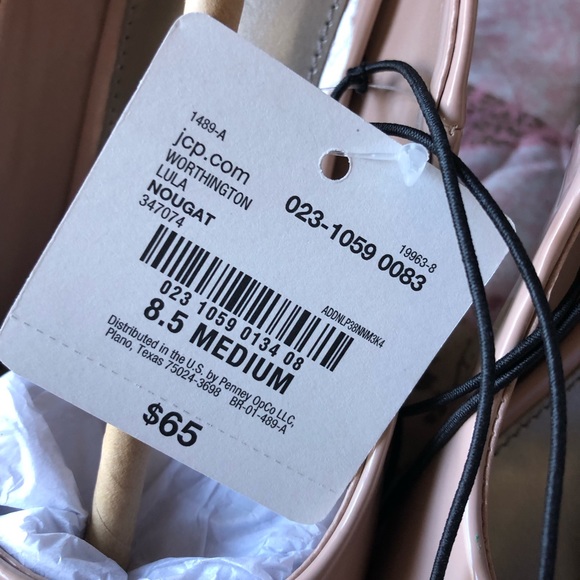 1489-A
jcp.com
WORTHINGTON
LULA
NOUGAT
347074
023-1059 0083
19963-8
ADDNLP38NNM3K4
023 1059 0134 08
8.5 MEDIUM
Distributed in the U.S. by Penney OpCo LLC,
Plano, Texas 75024-3698 BR-01-489-A
$65